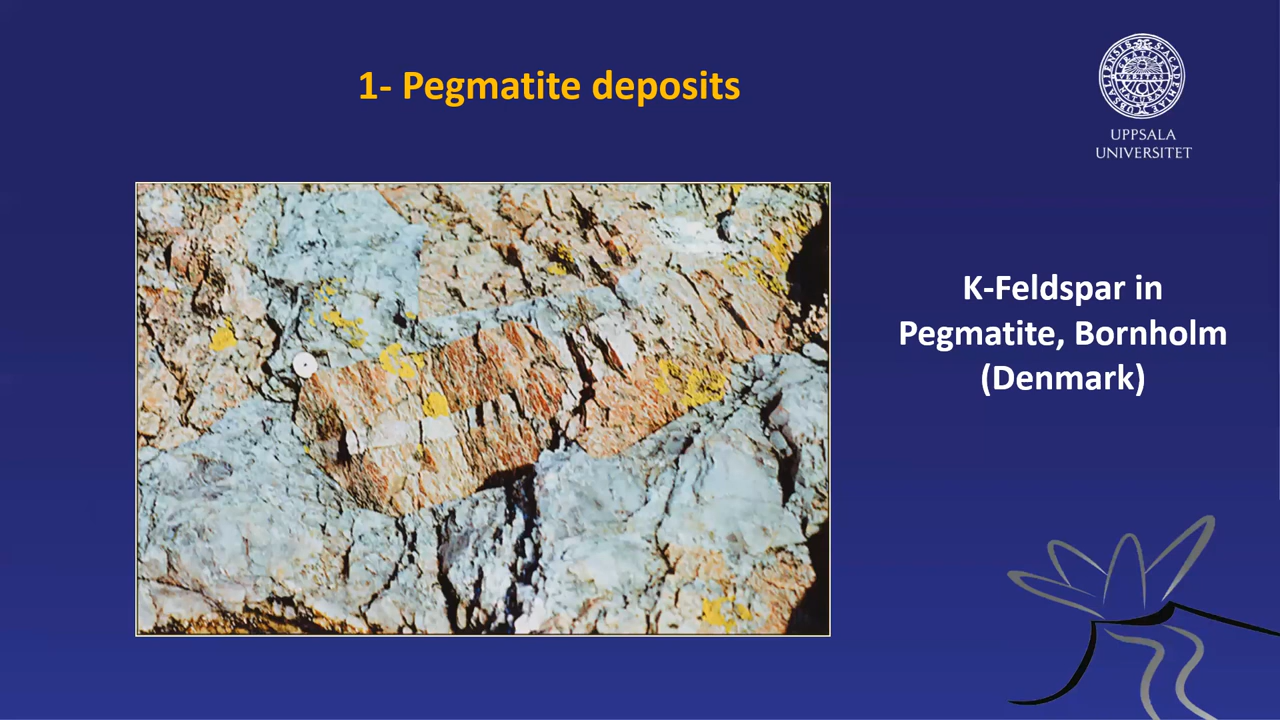 1- Pegmatite deposits
UPPSALA
UNIVERSITET
K-Feldspar in
Pegmatite, Bornholm
(Denmark)